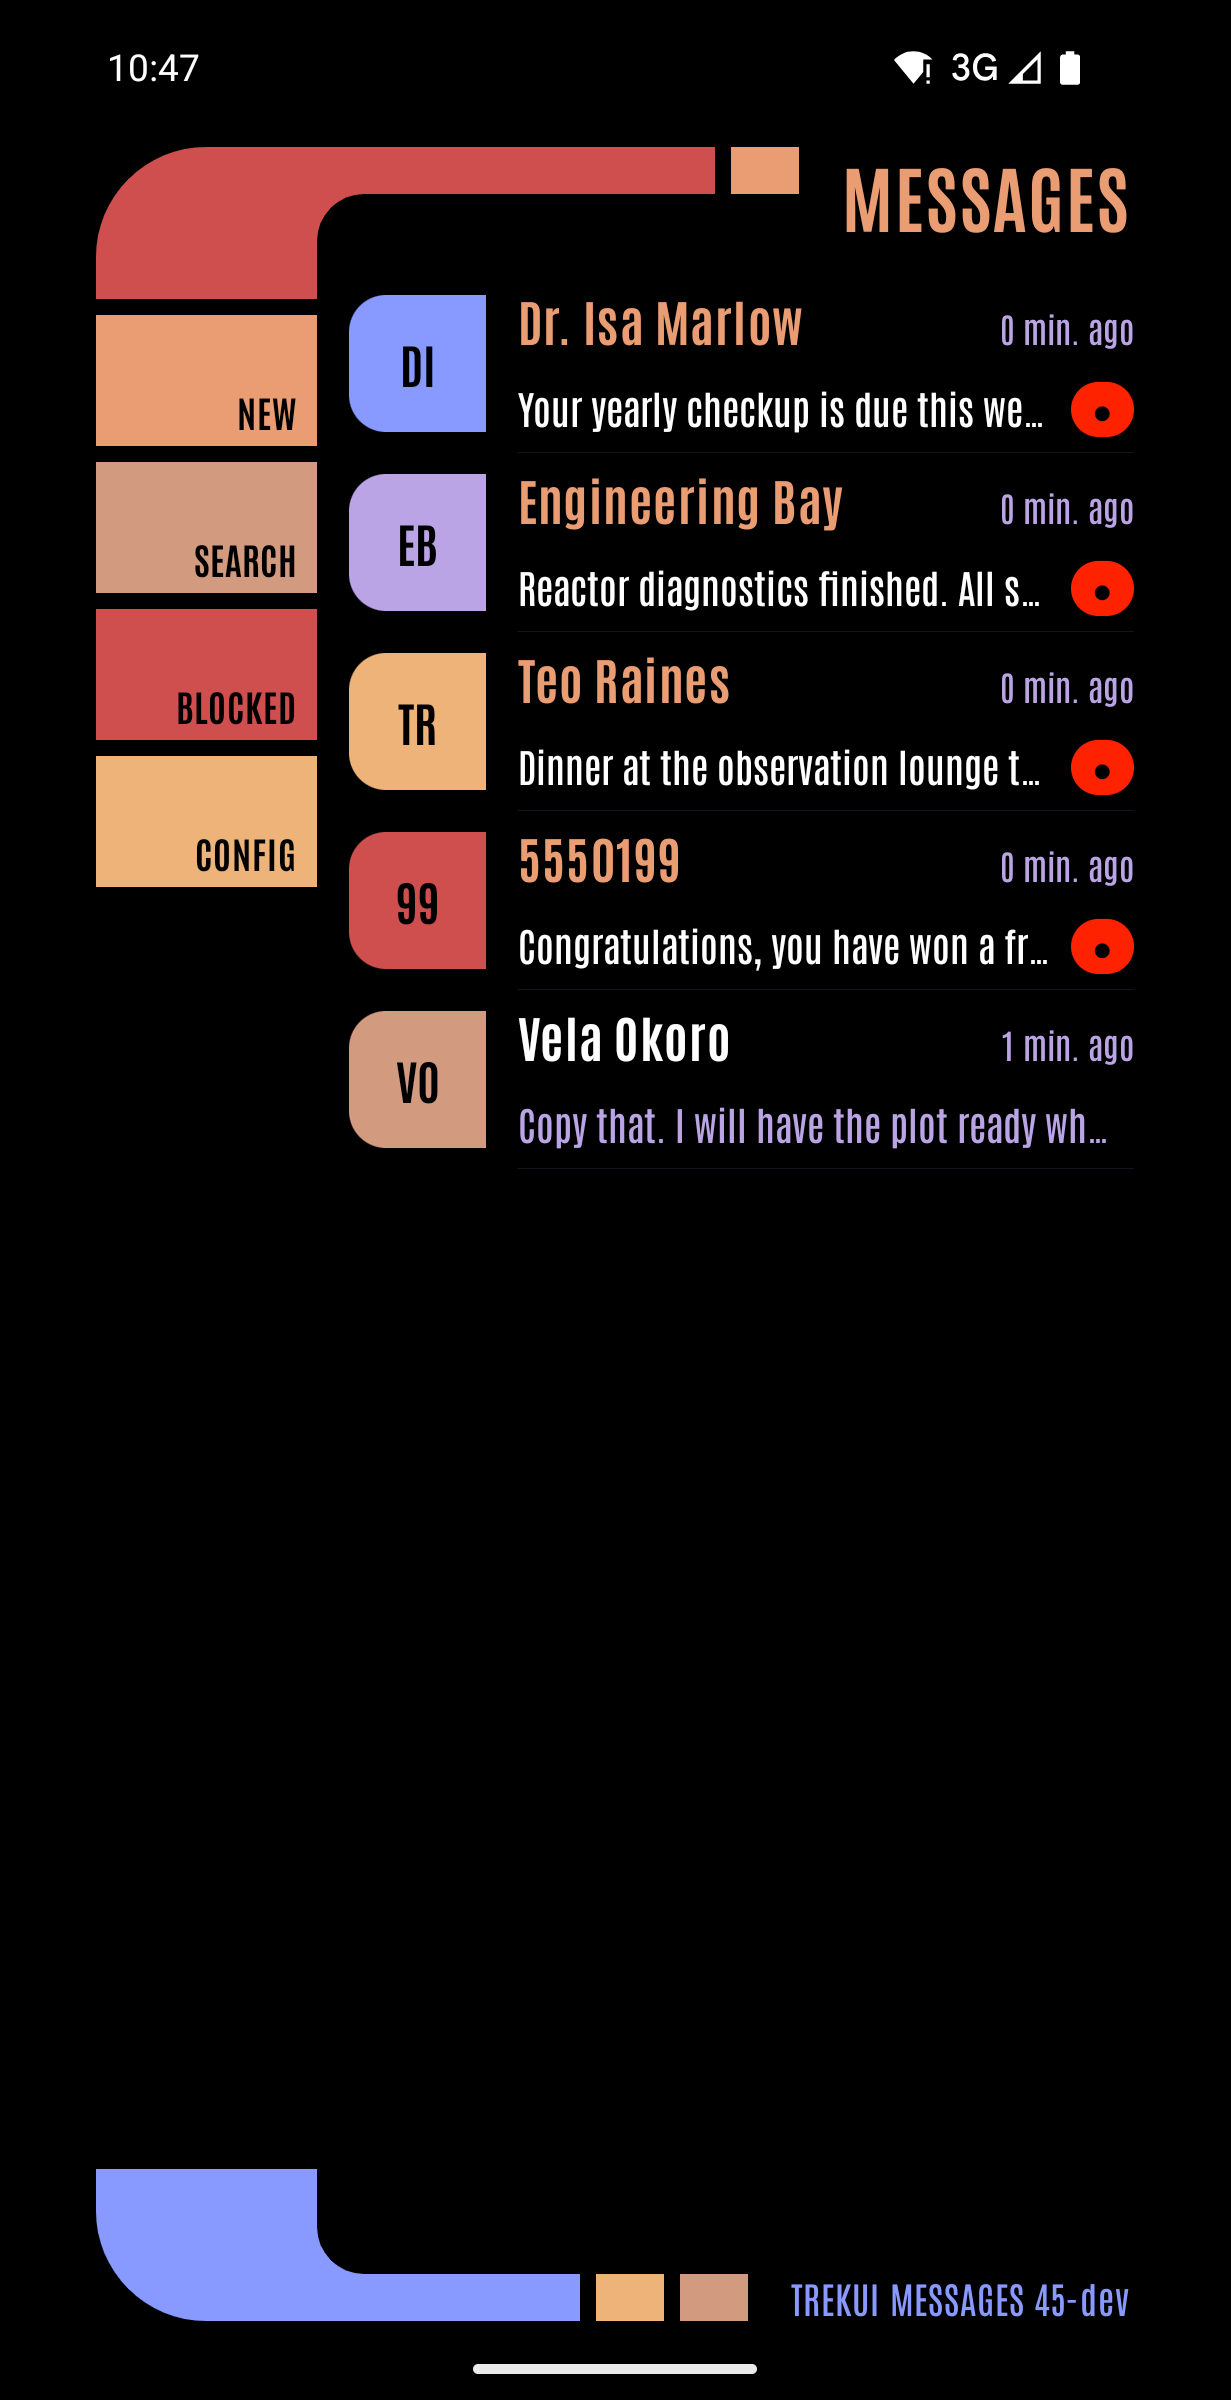 10:47
3G
MESSAGES
NEW
SEARCH
BLOCKED
CONFIG
DI
Dr. Isa Marlow
0 min. ago
Your yearly checkup is due this we…
EB
Engineering Bay
0 min. ago
Reactor diagnostics finished. All s…
TR
Teo Raines
0 min. ago
Dinner at the observation lounge t…
99
5550199
0 min. ago
Congratulations, you have won a fr…
VO
Vela Okoro
1 min. ago
Copy that. I will have the plot ready wh…
TREKUI MESSAGES 45-dev